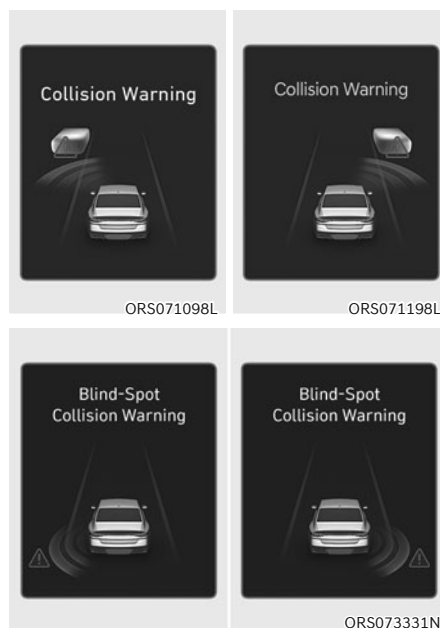 Collision Warning
Collision Warning
ORS071098L
ORS071198L
Blind-Spot
Collision Warning
Blind-Spot
Collision Warning
ORS073331N